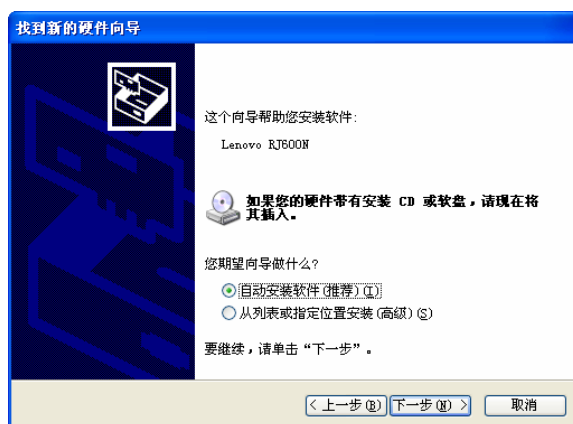 找到新的硬件向导
这个向导帮助您安装软件:
Lenovo RJ600N
如果您的硬件带有安装 CD 或软盘，请现在将
其插入。
您期望向导做什么?
自动安装软件(推荐)(I)
从列表或指定位置安装(高级)(S)
要继续，请单击“下一步”。
< 上一步(B) 下一步(N) > 取消